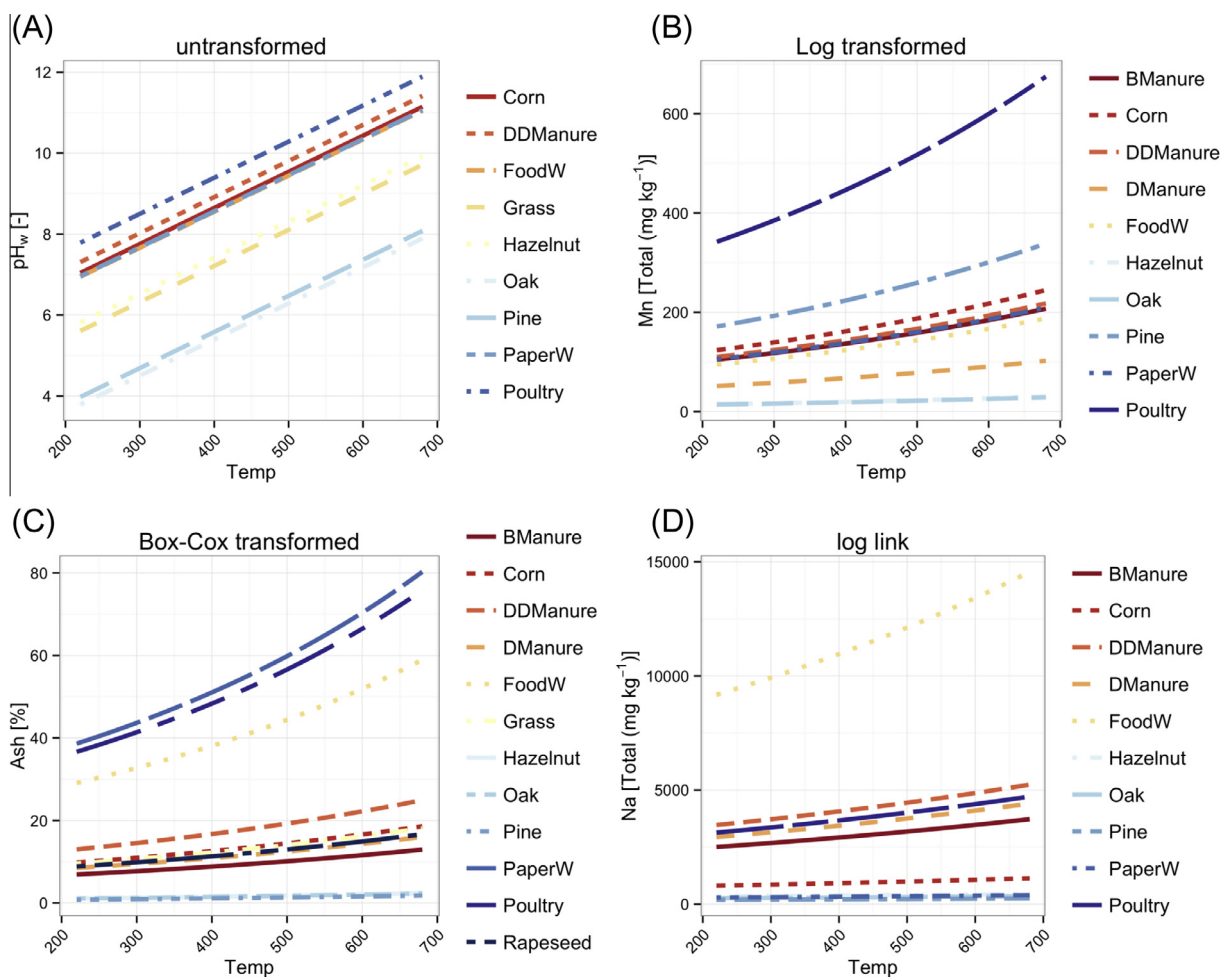 (A)
untransformed
pHw [-]
12
10
8
6
4
200
300
400
500
600
700
Temp
Corn
DDManure
FoodW
Grass
Hazelnut
Oak
Pine
PaperW
Poultry
(B)
Log transformed
Mn [Total (mg kg⁻¹)]
600
400
200
0
200
300
400
500
600
700
Temp
BManure
Corn
DDManure
DManure
FoodW
Hazelnut
Oak
Pine
PaperW
Poultry
(C)
Box-Cox transformed
Ash [%]
80
60
40
20
0
200
300
400
500
600
700
Temp
BManure
Corn
DDManure
DManure
FoodW
Grass
Hazelnut
Oak
Pine
PaperW
Poultry
Rapeseed
(D)
log link
Na [Total (mg kg⁻¹)]
15000
10000
5000
0
200
300
400
500
600
700
Temp
BManure
Corn
DDManure
DManure
FoodW
Hazelnut
Oak
Pine
PaperW
Poultry